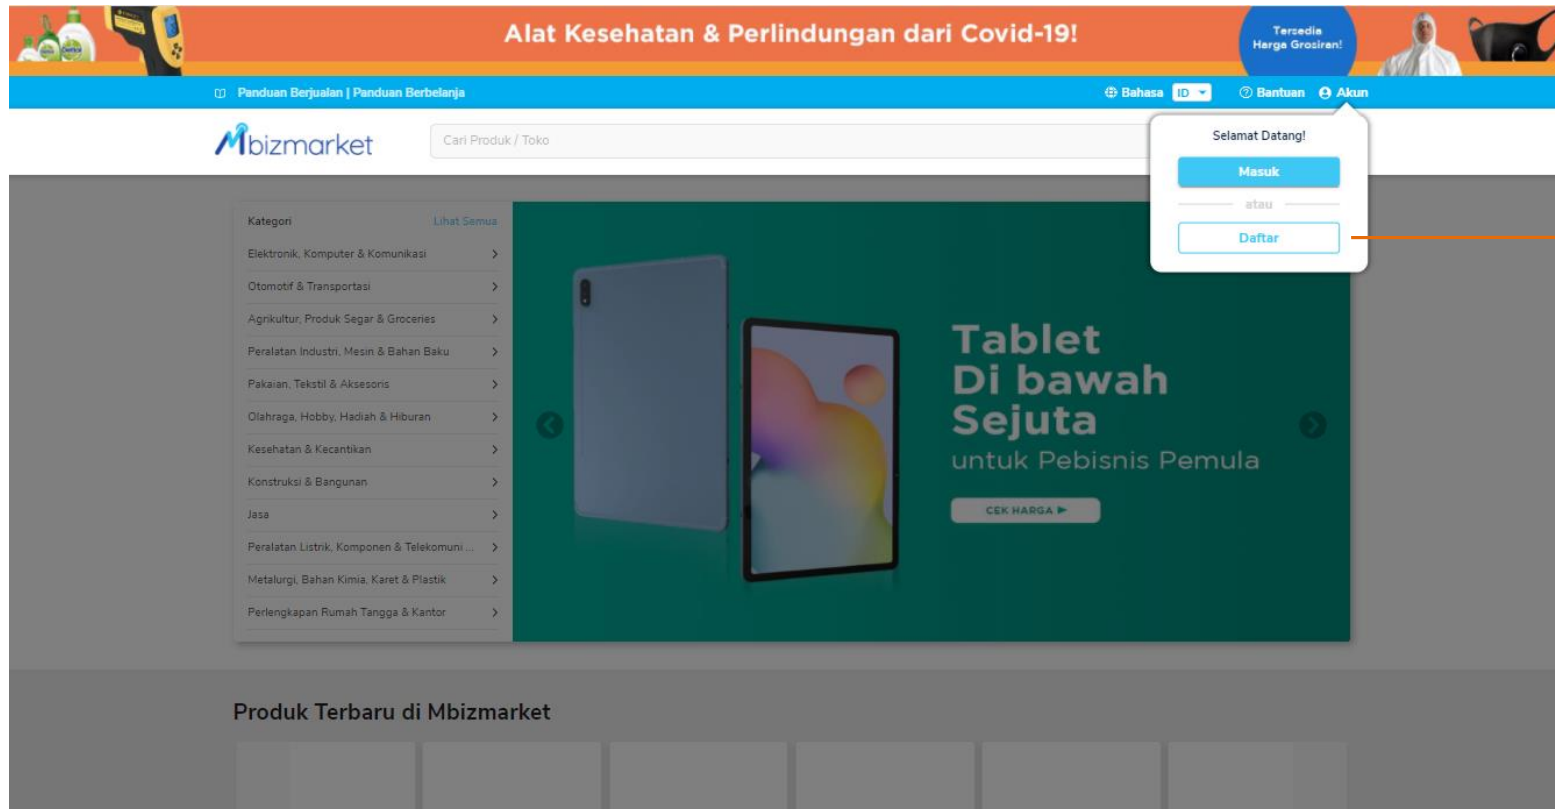 Alat Kesehatan & Perlindungan dari Covid-19!
Tersedia
Harga Grosiran!
Panduan Berjualan | Panduan Berbelanja
Bahasa ID
Bantuan
Akun
Mbizmarket
Cari Produk / Toko
Selamat Datang!
Masuk
atau
Daftar
Kategori
Lihat Semua
Elektronik, Komputer & Komunikasi
Otomotif & Transportasi
Agrikultur, Produk Segar & Groceries
Peralatan Industri, Mesin & Bahan Baku
Pakaian, Tekstil & Aksesoris
Olahraga, Hobby, Hadiah & Hiburan
Kesehatan & Kecantikan
Konstruksi & Bangunan
Jasa
Peralatan Listrik, Komponen & Telekomuni ...
Metalurgi, Bahan Kimia, Karet & Plastik
Perlengkapan Rumah Tangga & Kantor
Tablet
Di bawah
Sejuta
untuk Pebisnis Pemula
CEK HARGA
Produk Terbaru di Mbizmarket